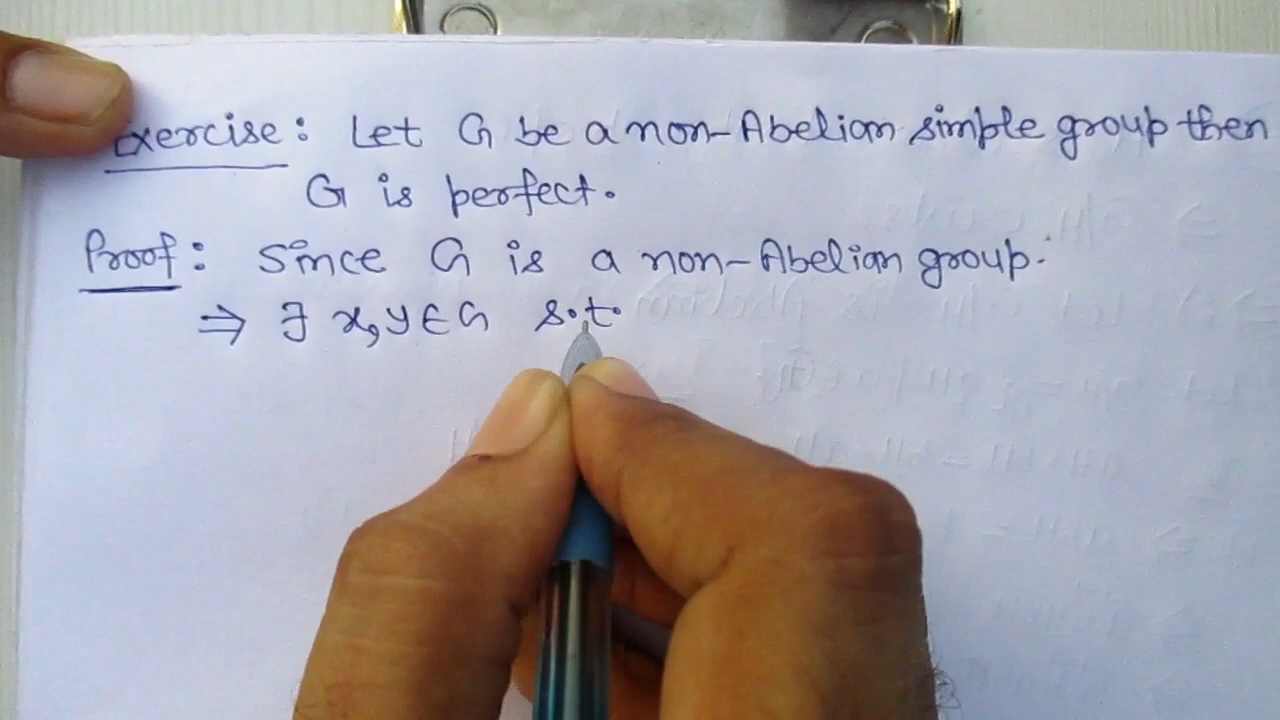 Exercise: Let G be a non-Abelian simple group then
G is perfect.
Proof: Since G is a non-Abelian group.
⇒ ∃ x, y ∈ G s.t.